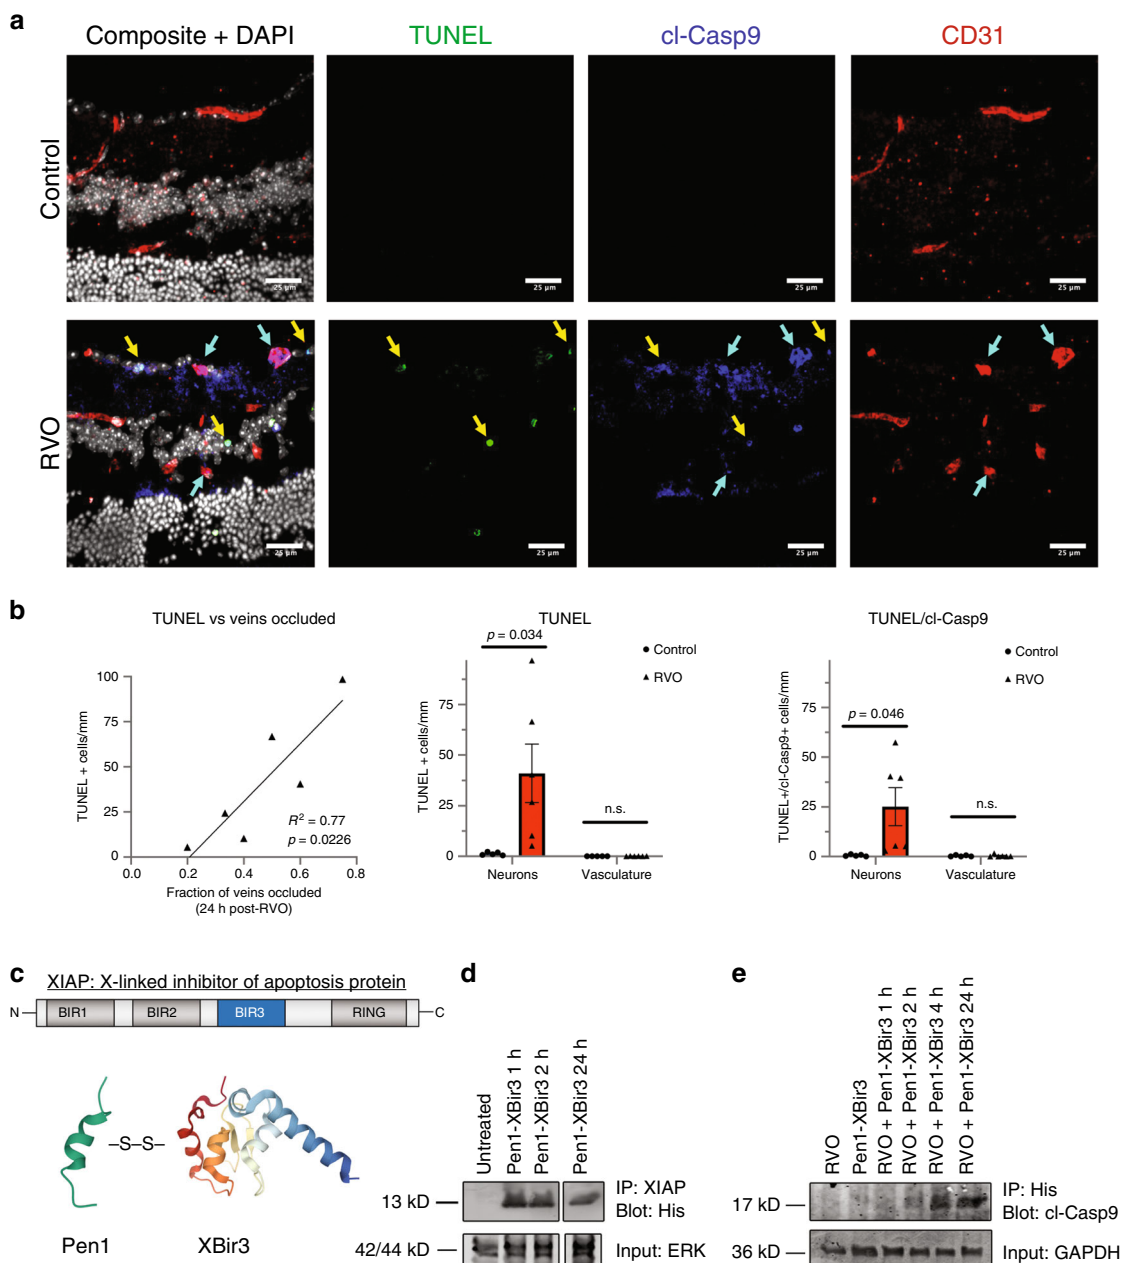 a
Composite + DAPI
TUNEL
cl-Casp9
CD31
Control
25 µm
25 µm
25 µm
25 µm
RVO
25 µm
25 µm
25 µm
25 µm
b
TUNEL vs veins occluded
TUNEL + cells/mm
100
75
50
25
0
0.0
0.2
0.4
0.6
0.8
R² = 0.77
p = 0.0226
Fraction of veins occluded
(24 h post-RVO)
TUNEL
p = 0.034
Control
RVO
TUNEL + cells/mm
75
50
25
0
n.s.
Neurons
Vasculature
TUNEL/cl-Casp9
Control
RVO
p = 0.046
TUNEL+/cl-Casp9+ cells/mm
75
50
25
0
n.s.
Neurons
Vasculature
c
XIAP: X-linked inhibitor of apoptosis protein
N
BIR1
BIR2
BIR3
RING
C
–S–S–
Pen1
XBir3
d
Untreated
Pen1-XBir3 1 h
Pen1-XBir3 2 h
Pen1-XBir3 24 h
13 kD
IP: XIAP
Blot: His
42/44 kD
Input: ERK
e
RVO
Pen1-XBir3
RVO + Pen1-XBir3 1 h
RVO + Pen1-XBir3 2 h
RVO + Pen1-XBir3 4 h
RVO + Pen1-XBir3 24 h
17 kD
IP: His
Blot: cl-Casp9
36 kD
Input: GAPDH